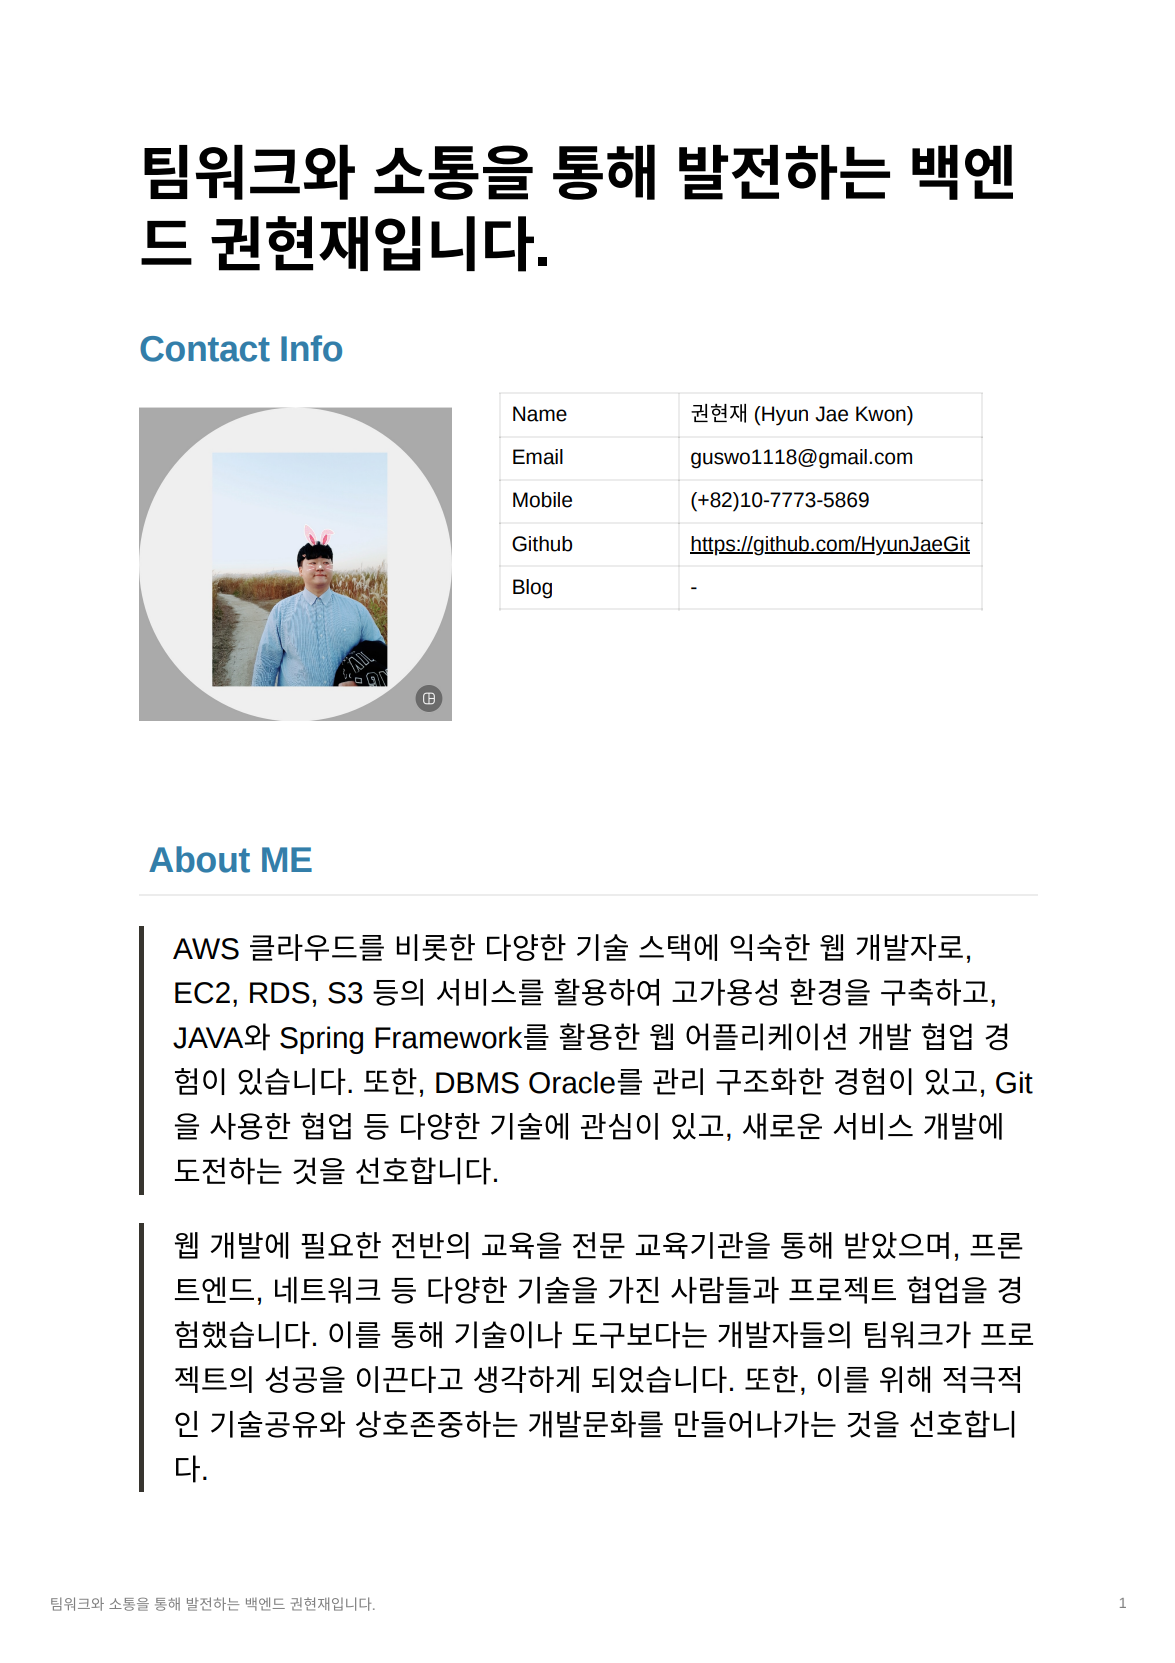 팀워크와 소통을 통해 발전하는 백엔
드 권현재입니다.
Contact Info
Name 권현재 (Hyun Jae Kwon)
Email guswo1118@gmail.com
Mobile (+82)10-7773-5869
Github https://github.com/HyunJaeGit
Blog -
About ME
AWS 클라우드를 비롯한 다양한 기술 스택에 익숙한 웹 개발자로,
EC2, RDS, S3 등의 서비스를 활용하여 고가용성 환경을 구축하고,
JAVA와 Spring Framework를 활용한 웹 어플리케이션 개발 협업 경
험이 있습니다. 또한, DBMS Oracle를 관리 구조화한 경험이 있고, Git
을 사용한 협업 등 다양한 기술에 관심이 있고, 새로운 서비스 개발에
도전하는 것을 선호합니다.
웹 개발에 필요한 전반의 교육을 전문 교육기관을 통해 받았으며, 프론
트엔드, 네트워크 등 다양한 기술을 가진 사람들과 프로젝트 협업을 경
험했습니다. 이를 통해 기술이나 도구보다는 개발자들의 팀워크가 프로
젝트의 성공을 이끈다고 생각하게 되었습니다. 또한, 이를 위해 적극적
인 기술공유와 상호존중하는 개발문화를 만들어나가는 것을 선호합니
다.
팀워크와 소통을 통해 발전하는 백엔드 권현재입니다. 1